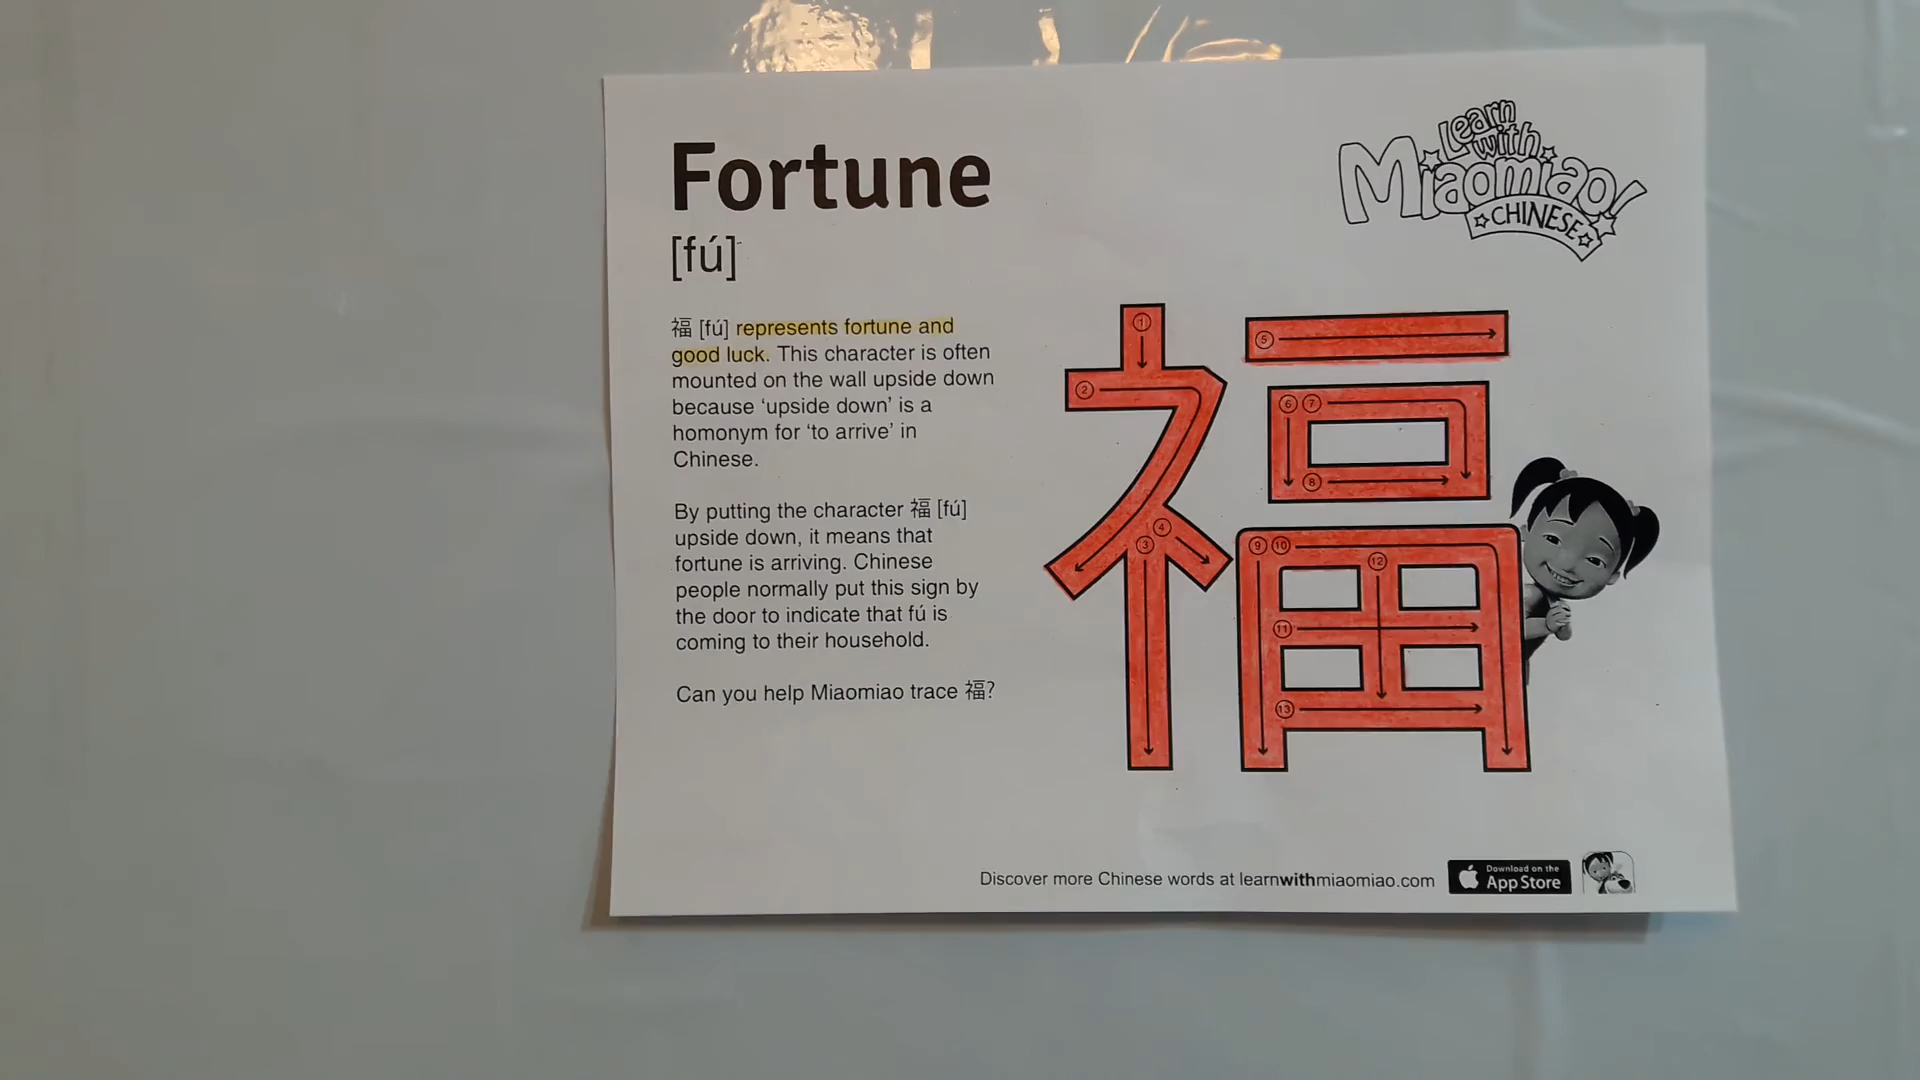 Fortune
[fú]
Learn
with
Miaomiao!
CHINESE
福 [fú] represents fortune and
good luck. This character is often
mounted on the wall upside down
because ‘upside down’ is a
homonym for ‘to arrive’ in
Chinese.
By putting the character 福 [fú]
upside down, it means that
fortune is arriving. Chinese
people normally put this sign by
the door to indicate that fú is
coming to their household.
Can you help Miaomiao trace 福?
福
1
2
3
4
5
6 7
8
9 10
11
12
13
Discover more Chinese words at learnwithmiaomiao.com
Download on the
App Store